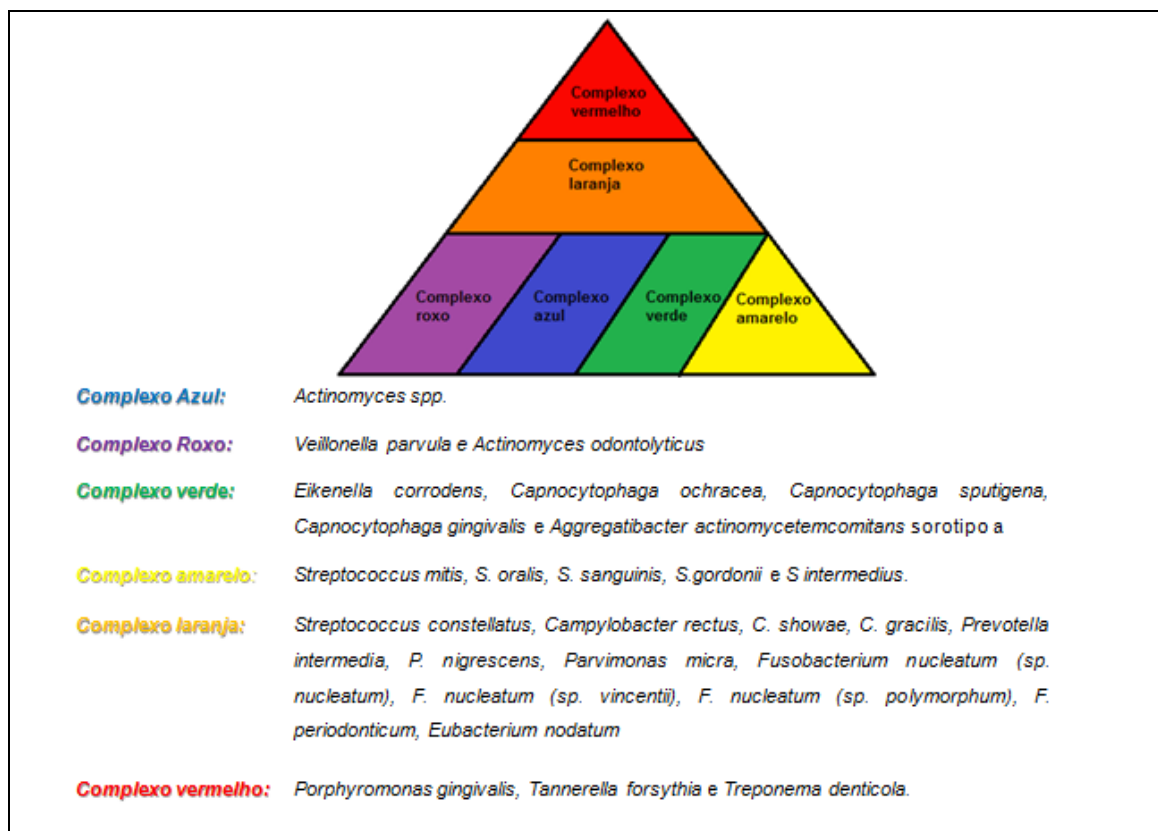 Complexo
vermelho
Complexo
laranja
Complexo
roxo
Complexo
azul
Complexo
verde
Complexo
amarelo
Complexo Azul: Actinomyces spp.
Complexo Roxo: Veillonella parvula e Actinomyces odontolyticus
Complexo verde: Eikenella corrodens, Capnocytophaga ochracea, Capnocytophaga sputigena,
Capnocytophaga gingivalis e Aggregatibacter actinomycetemcomitans sorotipo a
Complexo amarelo: Streptococcus mitis, S. oralis, S. sanguinis, S.gordonii e S intermedius.
Complexo laranja: Streptococcus constellatus, Campylobacter rectus, C. showae, C. gracilis, Prevotella
intermedia, P. nigrescens, Parvimonas micra, Fusobacterium nucleatum (sp.
nucleatum), F. nucleatum (sp. vincentii), F. nucleatum (sp. polymorphum), F.
periodonticum, Eubacterium nodatum
Complexo vermelho: Porphyromonas gingivalis, Tannerella forsythia e Treponema denticola.